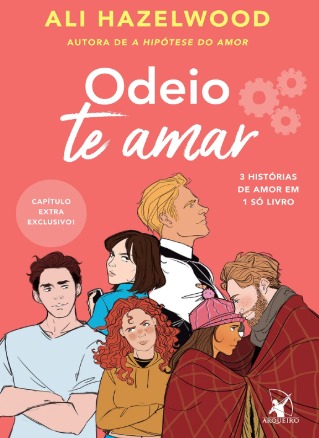 ALI HAZELWOOD
AUTORA DE A HIPÓTESE DO AMOR
Odeio
te amar
3 HISTÓRIAS
DE AMOR EM
1 SÓ LIVRO
CAPÍTULO
EXTRA
EXCLUSIVO!
ARQUEIRO